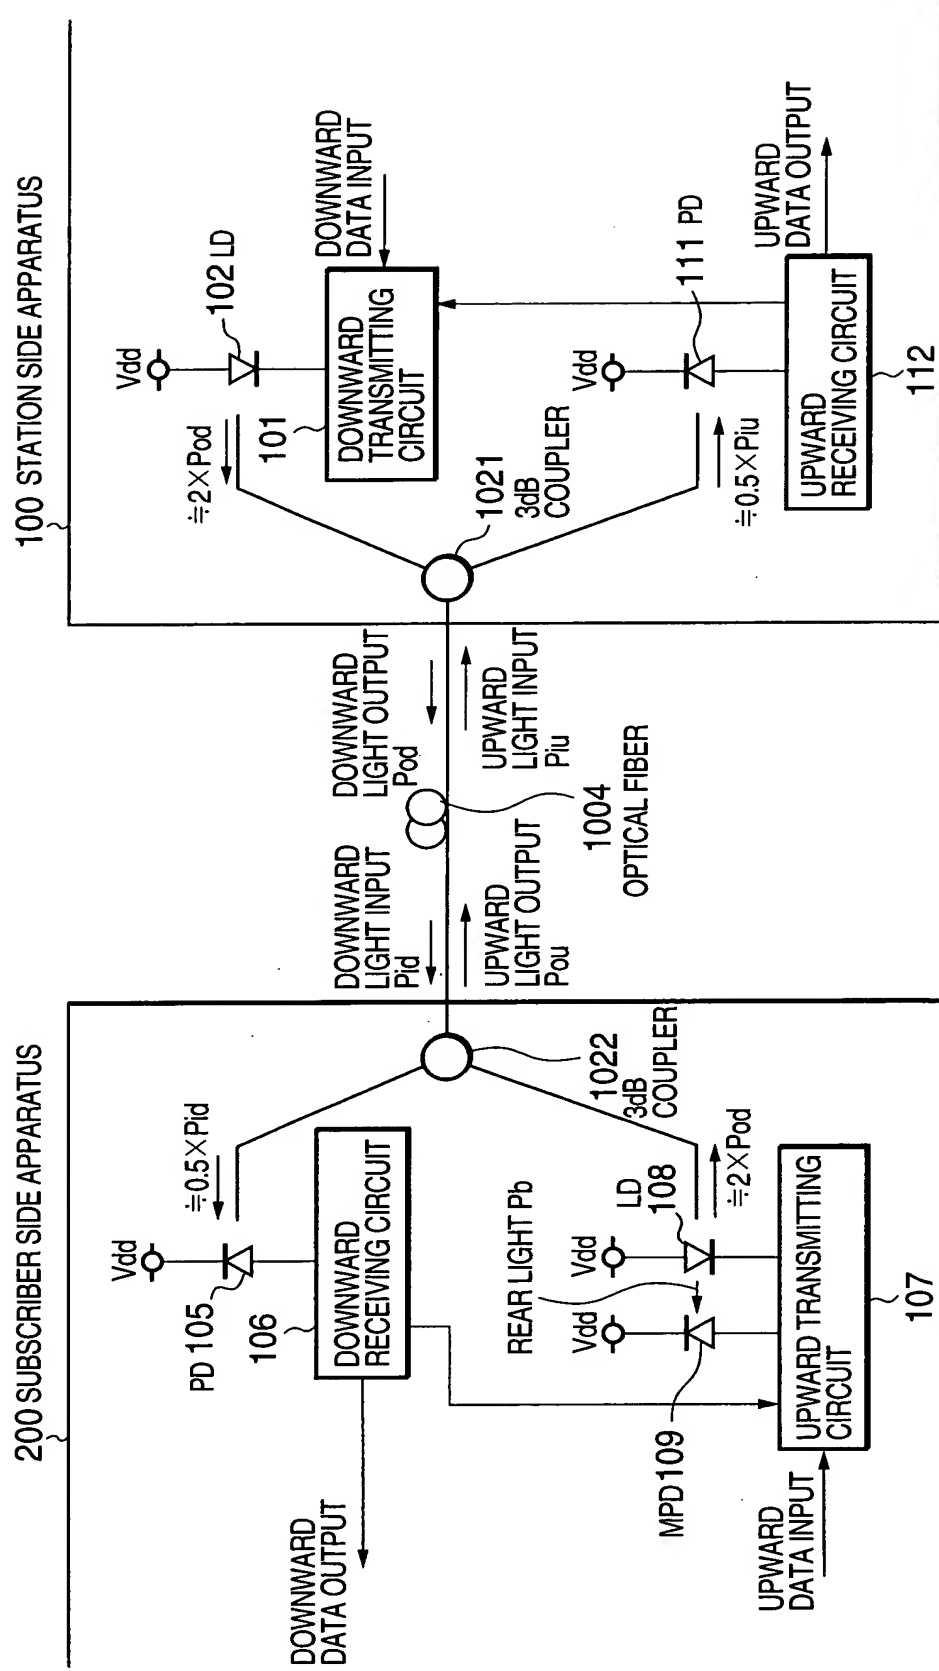 200 SUBSCRIBER SIDE APPARATUS
100 STATION SIDE APPARATUS
Vdd
≒0.5×Pid
PD 105
106
DOWNWARD
RECEIVING CIRCUIT
DOWNWARD
DATA OUTPUT
REAR LIGHT Pb
Vdd
Vdd
LD
108
MPD109
≒2×Pod
UPWARD TRANSMITTING
CIRCUIT
107
UPWARD
DATA INPUT
1022
3dB
COUPLER
DOWNWARD
LIGHT INPUT
Pid
UPWARD
LIGHT OUTPUT
Pou
DOWNWARD
LIGHT OUTPUT
Pod
UPWARD
LIGHT INPUT
Piu
1004
OPTICAL FIBER
1021
3dB
COUPLER
≒2×Pod
Vdd
102 LD
101
DOWNWARD
TRANSMITTING
CIRCUIT
DOWNWARD
DATA INPUT
Vdd
111 PD
≒0.5×Piu
UPWARD
RECEIVING CIRCUIT
112
UPWARD
DATA OUTPUT